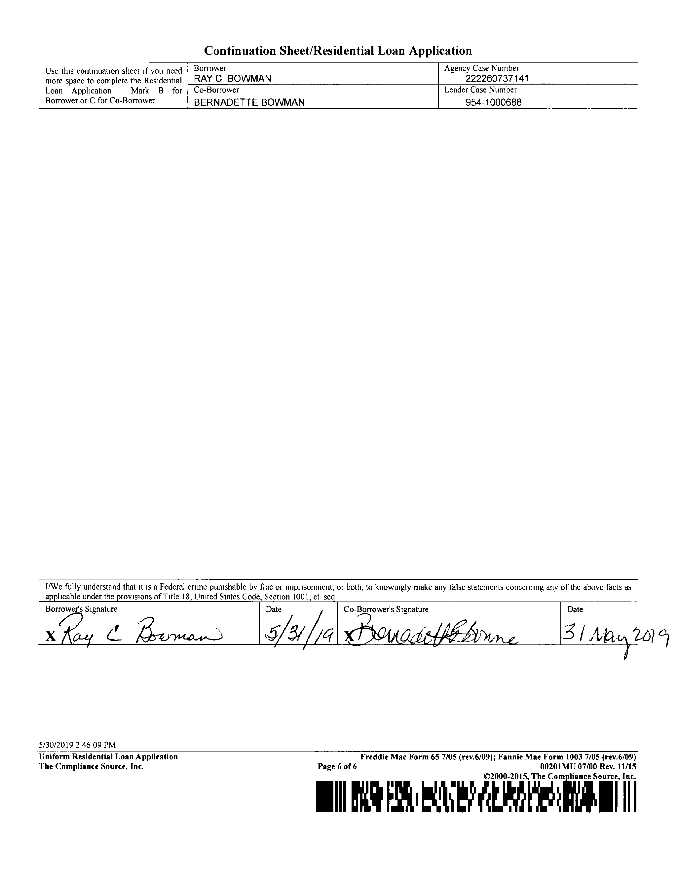 Continuation Sheet/Residential Loan Application
Use this continuation sheet if you need
more space to complete the Residential
Loan Application Mark B for
Borrower or C for Co-Borrower
Borrower
RAY C BOWMAN
Agency Case Number
222260737141
Co-Borrower
BERNADETTE BOWMAN
Lender Case Number
954-1000686
I/We fully understand that it is a Federal crime punishable by fine or imprisonment, or both, to knowingly make any false statements concerning any of the above facts as
applicable under the provisions of Title 18, United States Code, Section 1001, et seq
Borrower's Signature
Date
Co-Borrower's Signature
Date
X Ray C Bowman
5/31/19
X
31 May 2019
5/30/2019 2 46 09 PM
Uniform Residential Loan Application
The Compliance Source, Inc.
Page 6 of 6
Freddie Mac Form 65 7/05 (rev.6/09); Fannie Mae Form 1003 7/05 (rev.6/09)
00201MU 07/00 Rev. 11/15
©2000-2015, The Compliance Source, Inc.